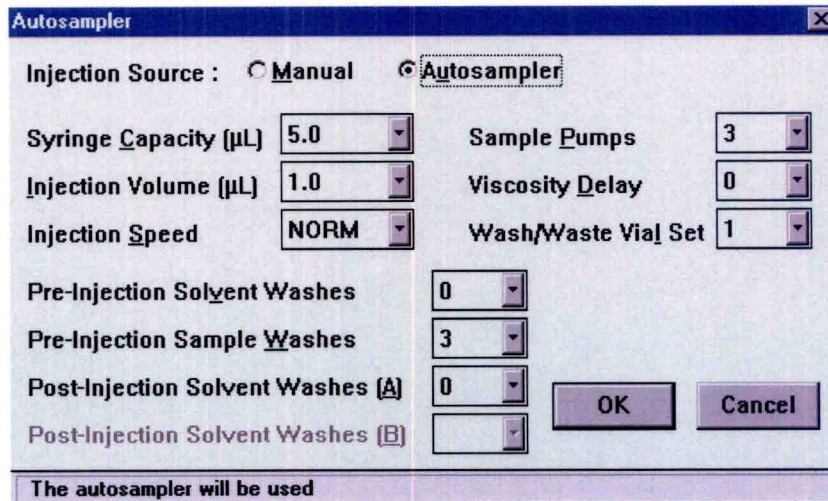 Autosampler
Injection Source : Manual Autosampler
Syringe Capacity (µL) 5.0 Sample Pumps 3
Injection Volume (µL) 1.0 Viscosity Delay 0
Injection Speed NORM Wash/Waste Vial Set 1
Pre-Injection Solvent Washes 0
Pre-Injection Sample Washes 3
Post-Injection Solvent Washes (A) 0
OK Cancel
Post-Injection Solvent Washes (B)
The autosampler will be used